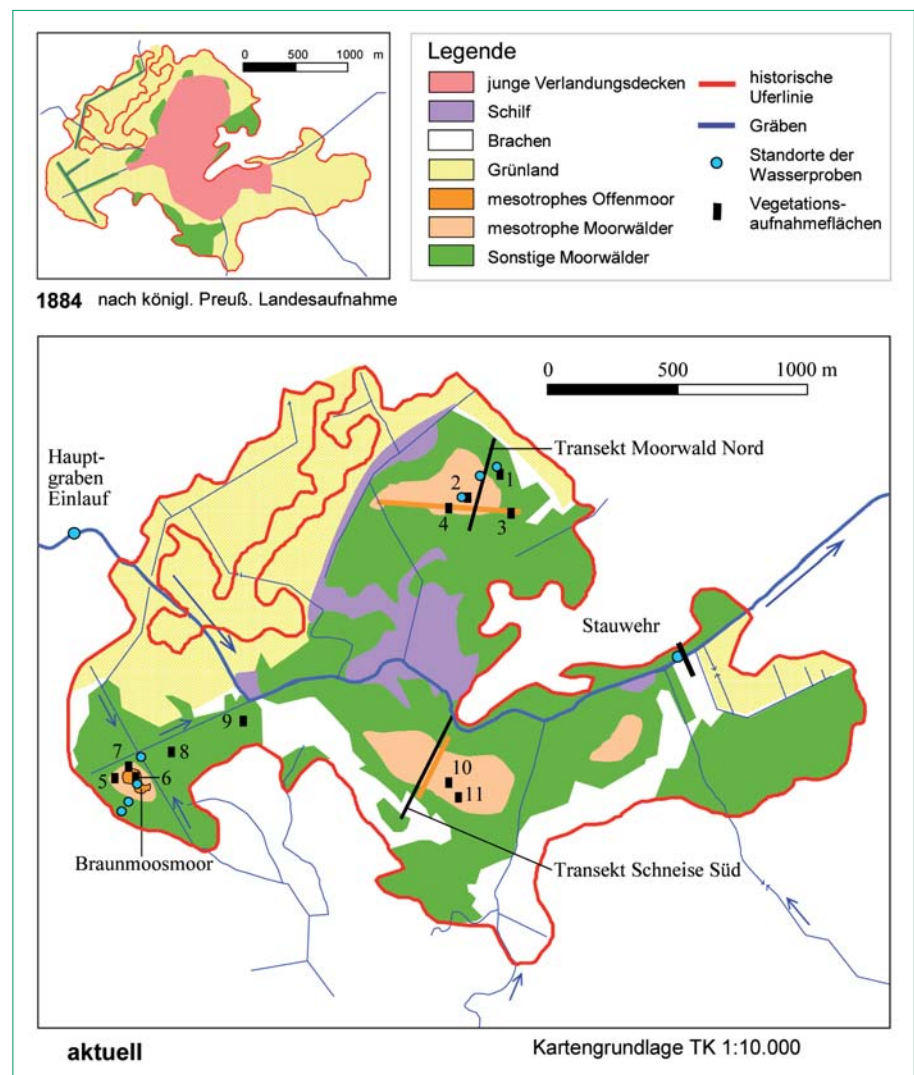 0 500 1000 m
1884 nach königl. Preuß. Landesaufnahme
Legende
junge Verlandungsdecken
Schilf
Brachen
Grünland
mesotrophes Offenmoor
mesotrophe Moorwälder
Sonstige Moorwälder
historische
Uferlinie
Gräben
Standorte der
Wasserproben
Vegetations-
aufnahmeflächen
0 500 1000 m
Transekt Moorwald Nord
Haupt-
graben
Einlauf
1
2
4
3
Stauwehr
9
7
8
5
6
10
11
Braunmoosmoor
Transekt Schneise Süd
aktuell
Kartengrundlage TK 1:10.000